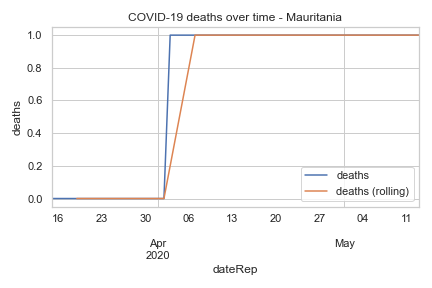 COVID-19 deaths over time - Mauritania
deaths
1.0
0.8
0.6
0.4
0.2
0.0
deaths
deaths (rolling)
16 23 30 06 13 20 27 04 11
Apr May
2020
dateRep